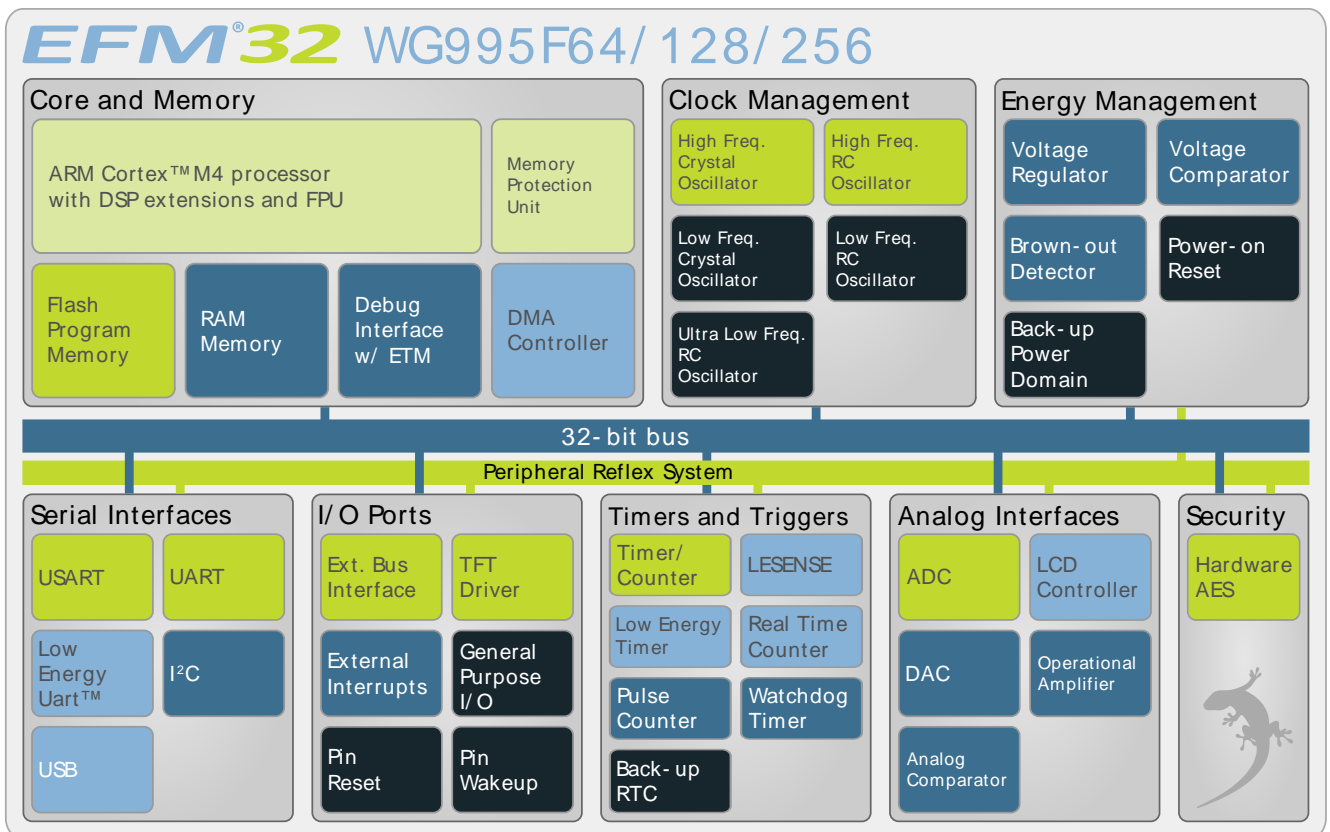 EFM®32 WG995F64/128/256
Core and Memory
ARM Cortex™ M4 processor
with DSP extensions and FPU
Memory
Protection
Unit
Flash
Program
Memory
RAM
Memory
Debug
Interface
w/ ETM
DMA
Controller
Clock Management
High Freq.
Crystal
Oscillator
High Freq.
RC
Oscillator
Low Freq.
Crystal
Oscillator
Low Freq.
RC
Oscillator
Ultra Low Freq.
RC
Oscillator
Energy Management
Voltage
Regulator
Voltage
Comparator
Brown-out
Detector
Power-on
Reset
Back-up
Power
Domain
32-bit bus
Peripheral Reflex System
Serial Interfaces
USART
UART
Low
Energy
Uart™
I²C
USB
I/O Ports
Ext. Bus
Interface
TFT
Driver
External
Interrupts
General
Purpose
I/O
Pin
Reset
Pin
Wakeup
Timers and Triggers
Timer/
Counter
LESENSE
Low Energy
Timer
Real Time
Counter
Pulse
Counter
Watchdog
Timer
Back-up
RTC
Analog Interfaces
ADC
LCD
Controller
DAC
Operational
Amplifier
Analog
Comparator
Security
Hardware
AES